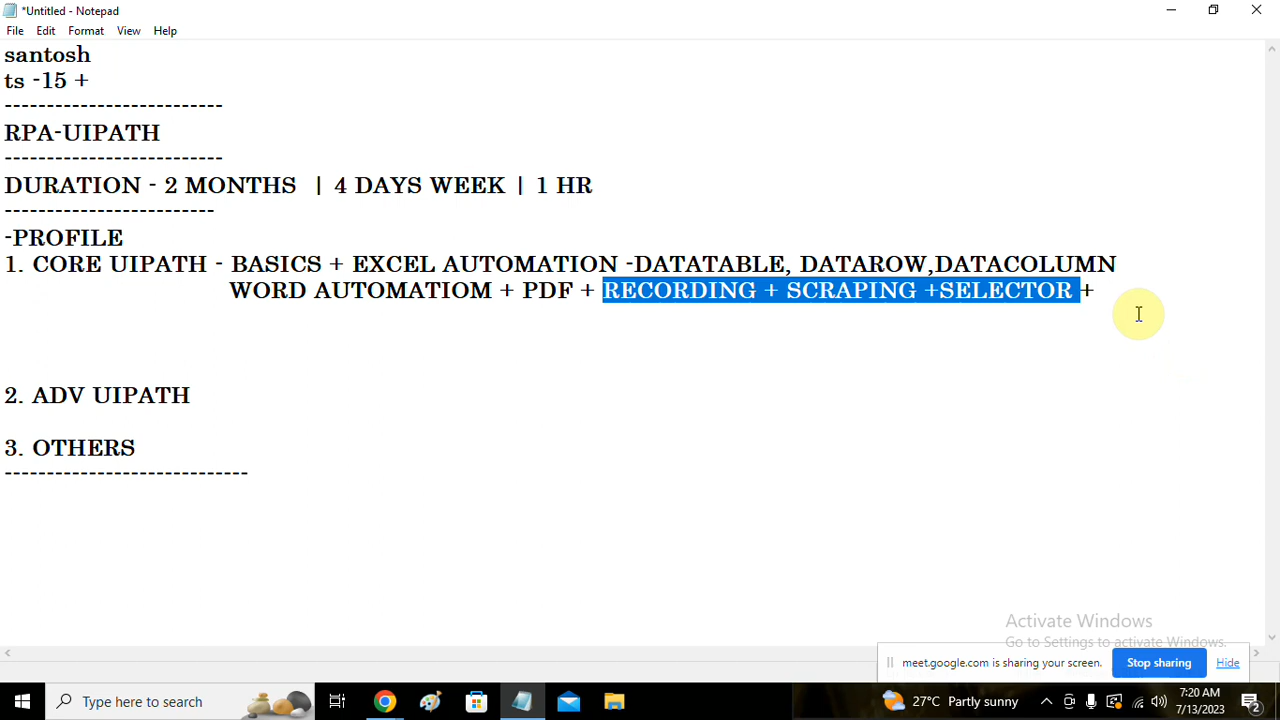 *Untitled - Notepad
File Edit Format View Help
santosh
ts -15 +
--------------------------
RPA-UIPATH
--------------------------
DURATION - 2 MONTHS | 4 DAYS WEEK | 1 HR
-------------------------
-PROFILE
1. CORE UIPATH - BASICS + EXCEL AUTOMATION -DATATABLE, DATAROW,DATACOLUMN
WORD AUTOMATIOM + PDF + RECORDING + SCRAPING +SELECTOR +
2. ADV UIPATH
3. OTHERS
-----------------------------
Activate Windows
Go to Settings to activate Windows.
meet.google.com is sharing your screen. Stop sharing Hide
Type here to search
27°C Partly sunny
7:20 AM
7/13/2023
2